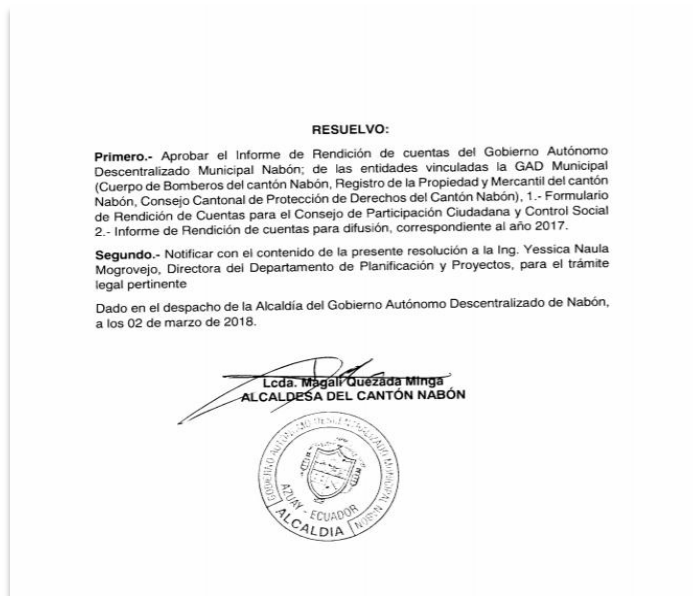 RESUELVO:
Primero.- Aprobar el Informe de Rendición de cuentas del Gobierno Autónomo
Descentralizado Municipal Nabón; de las entidades vinculadas la GAD Municipal
(Cuerpo de Bomberos del cantón Nabón, Registro de la Propiedad y Mercantil del cantón
Nabón, Consejo Cantonal de Protección de Derechos del Cantón Nabón), 1.- Formulario
de Rendición de Cuentas para el Consejo de Participación Ciudadana y Control Social
2.- Informe de Rendición de cuentas para difusión, correspondiente al año 2017.
Segundo.- Notificar con el contenido de la presente resolución a la Ing. Yessica Naula
Mogrovejo, Directora del Departamento de Planificación y Proyectos, para el trámite
legal pertinente
Dado en el despacho de la Alcaldía del Gobierno Autónomo Descentralizado de Nabón,
a los 02 de marzo de 2018.
Lcda. Magali Quezada Minga
ALCALDESA DEL CANTÓN NABÓN
GOBIERNO AUTÓNOMO DESCENTRALIZADO MUNICIPAL NABÓN
AZUAY - ECUADOR
ALCALDIA